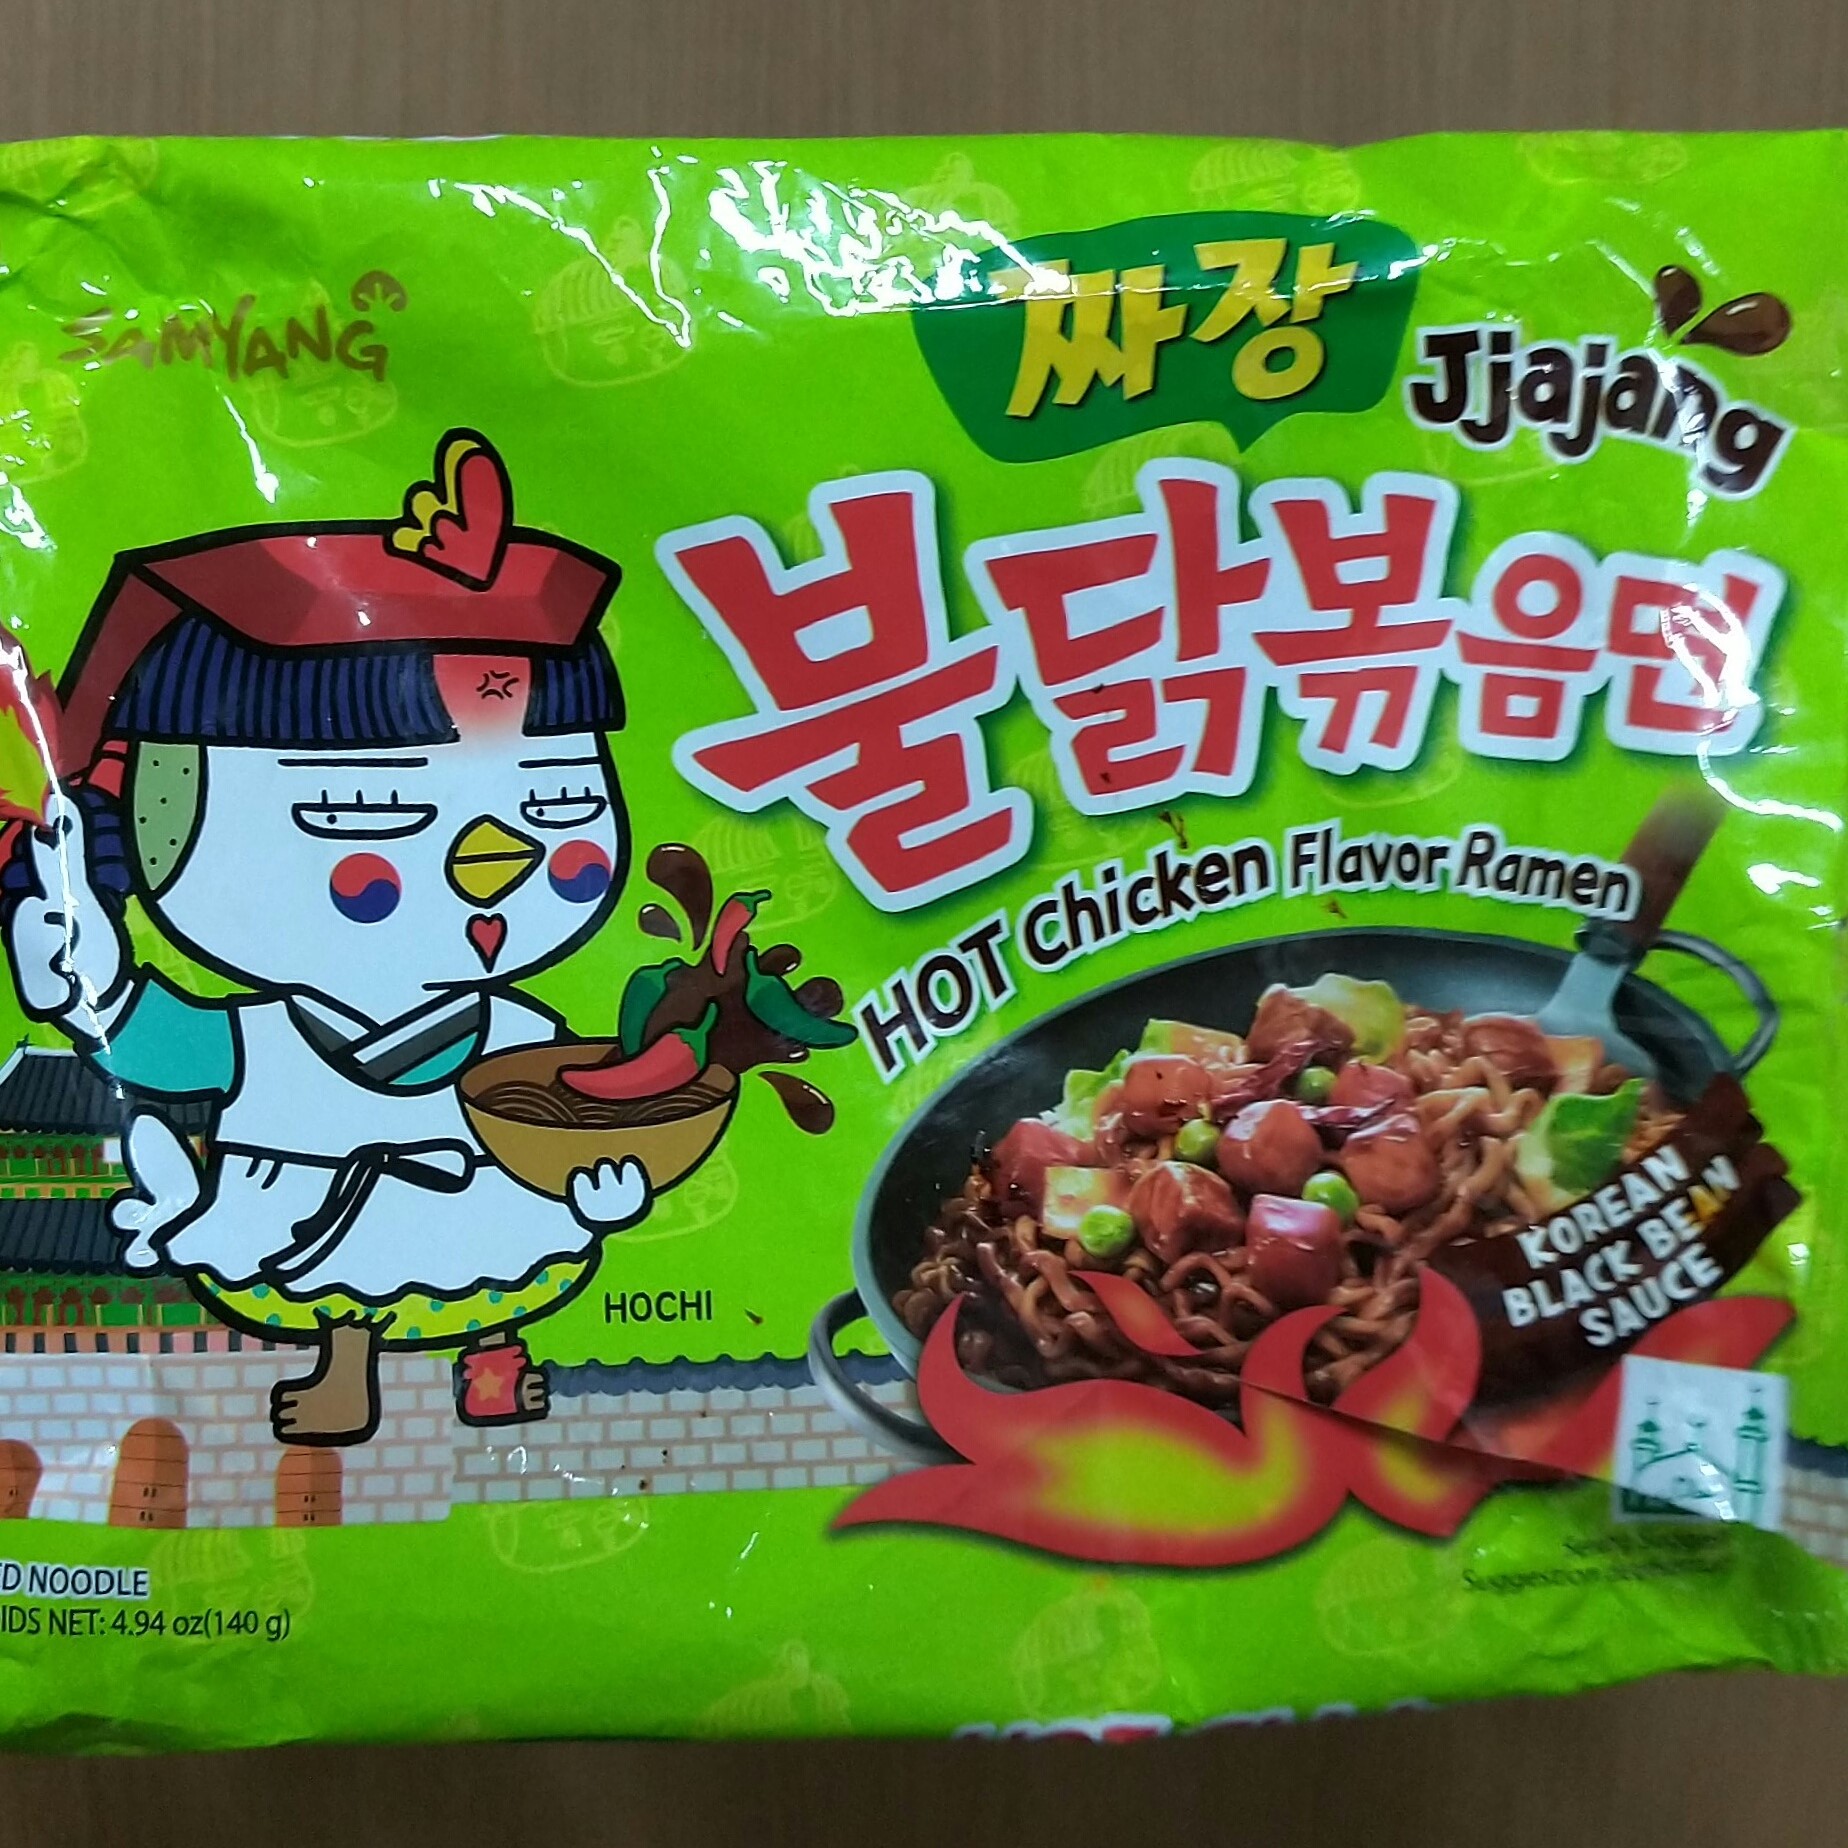 SAMYANG
짜장
Jjajang
불닭볶음면
HOT Chicken Flavor Ramen
KOREAN
BLACK BEAN
SAUCE
HOCHI
ED NOODLE
IDS NET: 4.94 oz(140 g)